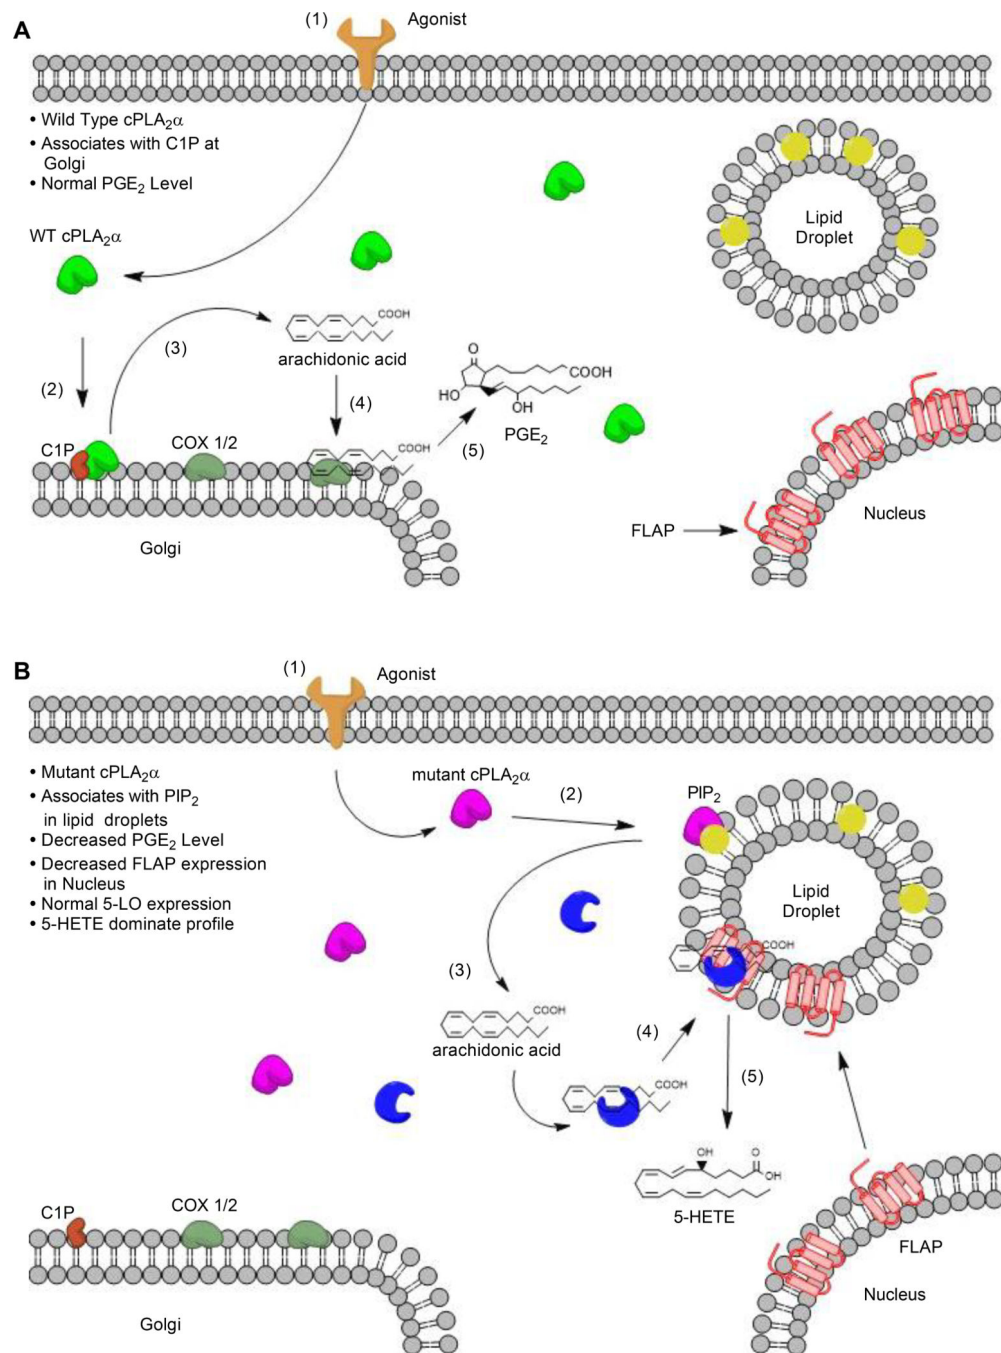 A
(1)
Agonist
• Wild Type cPLA₂α
• Associates with C1P at
Golgi
• Normal PGE₂ Level
WT cPLA₂α
Lipid
Droplet
(2)
(3)
COOH
arachidonic acid
(4)
COOH
(5)
O
COOH
HO
OH
PGE₂
C1P
COX 1/2
Golgi
FLAP
Nucleus
B
(1)
Agonist
• Mutant cPLA₂α
• Associates with PIP₂
in lipid droplets
• Decreased PGE₂ Level
• Decreased FLAP expression
in Nucleus
• Normal 5-LO expression
• 5-HETE dominate profile
mutant cPLA₂α
(2)
PIP₂
Lipid
Droplet
COOH
(3)
COOH
arachidonic acid
(4)
COOH
(5)
OH
O
OH
5-HETE
C1P
COX 1/2
Golgi
FLAP
Nucleus